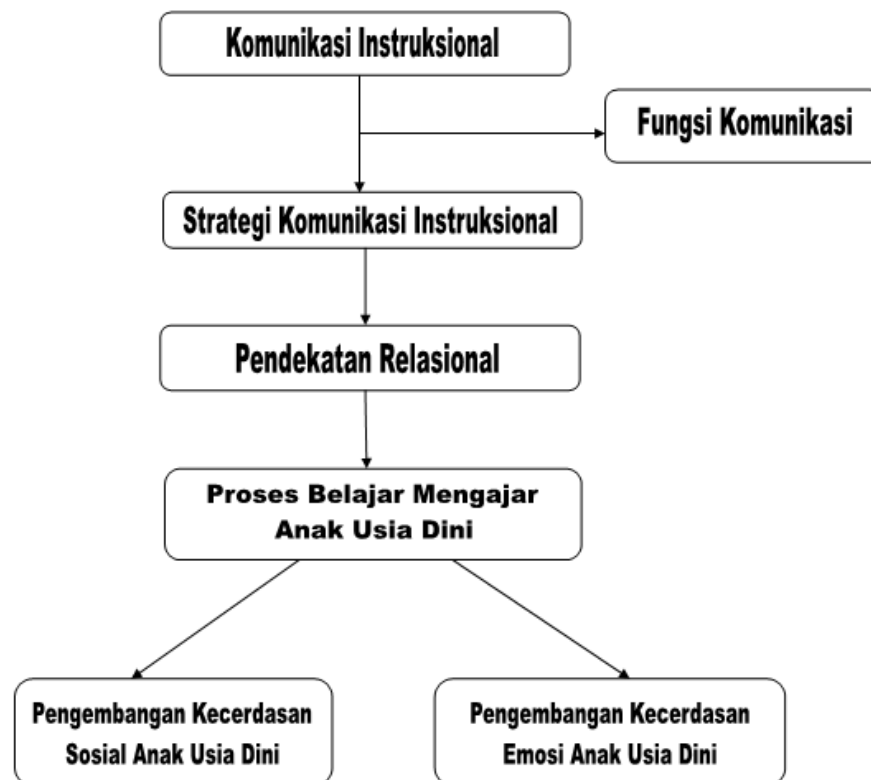 Komunikasi Instruksional
Fungsi Komunikasi
Strategi Komunikasi Instruksional
Pendekatan Relasional
Proses Belajar Mengajar
Anak Usia Dini
Pengembangan Kecerdasan
Sosial Anak Usia Dini
Pengembangan Kecerdasan
Emosi Anak Usia Dini